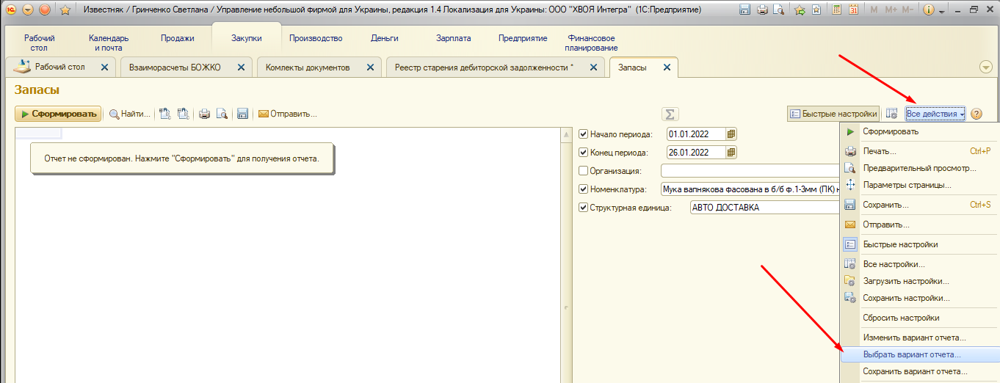 Известняк / Гринченко Светлана / Управление небольшой фирмой для Украины, редакция 1.4 Локализация для Украины: ООО "ХВОЯ Интегра" (1С:Предприятие)
M M+ M-
Рабочий стол
Календарь и почта
Продажи
Закупки
Производство
Деньги
Зарплата
Предприятие
Финансовое планирование
Рабочий стол
Взаиморасчеты БОЖКО
Комлекты документов
Реестр старения дебиторской задолженности *
Запасы
Запасы
Сформировать
Найти...
Отправить...
Σ
Быстрые настройки
Все действия
?
Отчет не сформирован. Нажмите "Сформировать" для получения отчета.
Начало периода: 01.01.2022
Конец периода: 26.01.2022
Организация:
Номенклатура: Мука вапнякова фасована в б/б ф.1-3мм (ПК) н
Структурная единица: АВТО ДОСТАВКА
Сформировать
Печать... Ctrl+P
Предварительный просмотр...
Параметры страницы...
Сохранить... Ctrl+S
Отправить...
Быстрые настройки
Все настройки...
Загрузить настройки...
Сохранить настройки...
Сбросить настройки
Изменить вариант отчета...
Выбрать вариант отчета...
Сохранить вариант отчета...